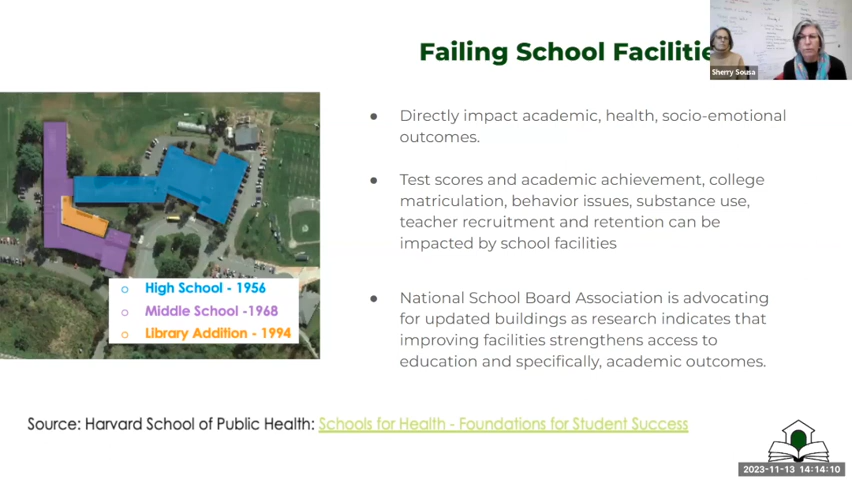 Failing School Facilitie
Sherry Sousa
● Directly impact academic, health, socio-emotional
outcomes.
● Test scores and academic achievement, college
matriculation, behavior issues, substance use,
teacher recruitment and retention can be
impacted by school facilities
○ High School - 1956
○ Middle School -1968
○ Library Addition - 1994
● National School Board Association is advocating
for updated buildings as research indicates that
improving facilities strengthens access to
education and specifically, academic outcomes.
Source: Harvard School of Public Health: Schools for Health - Foundations for Student Success
2023-11-13 14:14:10